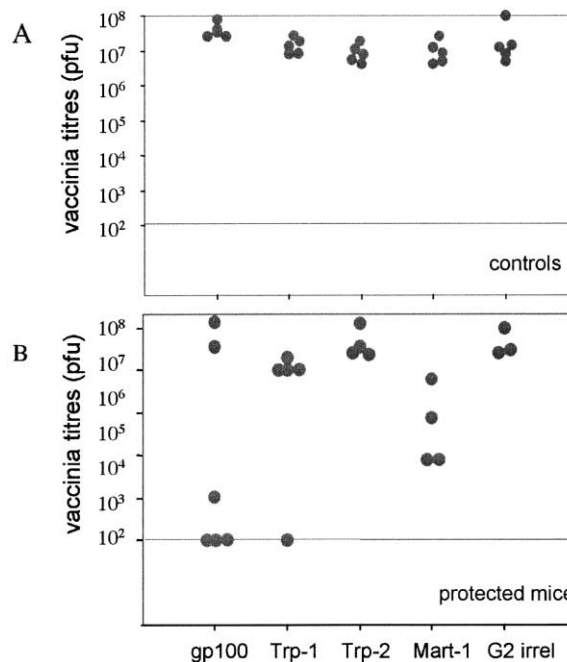 A
vaccinia titres (pfu)
10⁸
10⁷
10⁶
10⁵
10⁴
10³
10²
controls
B
vaccinia titres (pfu)
10⁸
10⁷
10⁶
10⁵
10⁴
10³
10²
protected mice
gp100 Trp-1 Trp-2 Mart-1 G2 irrel